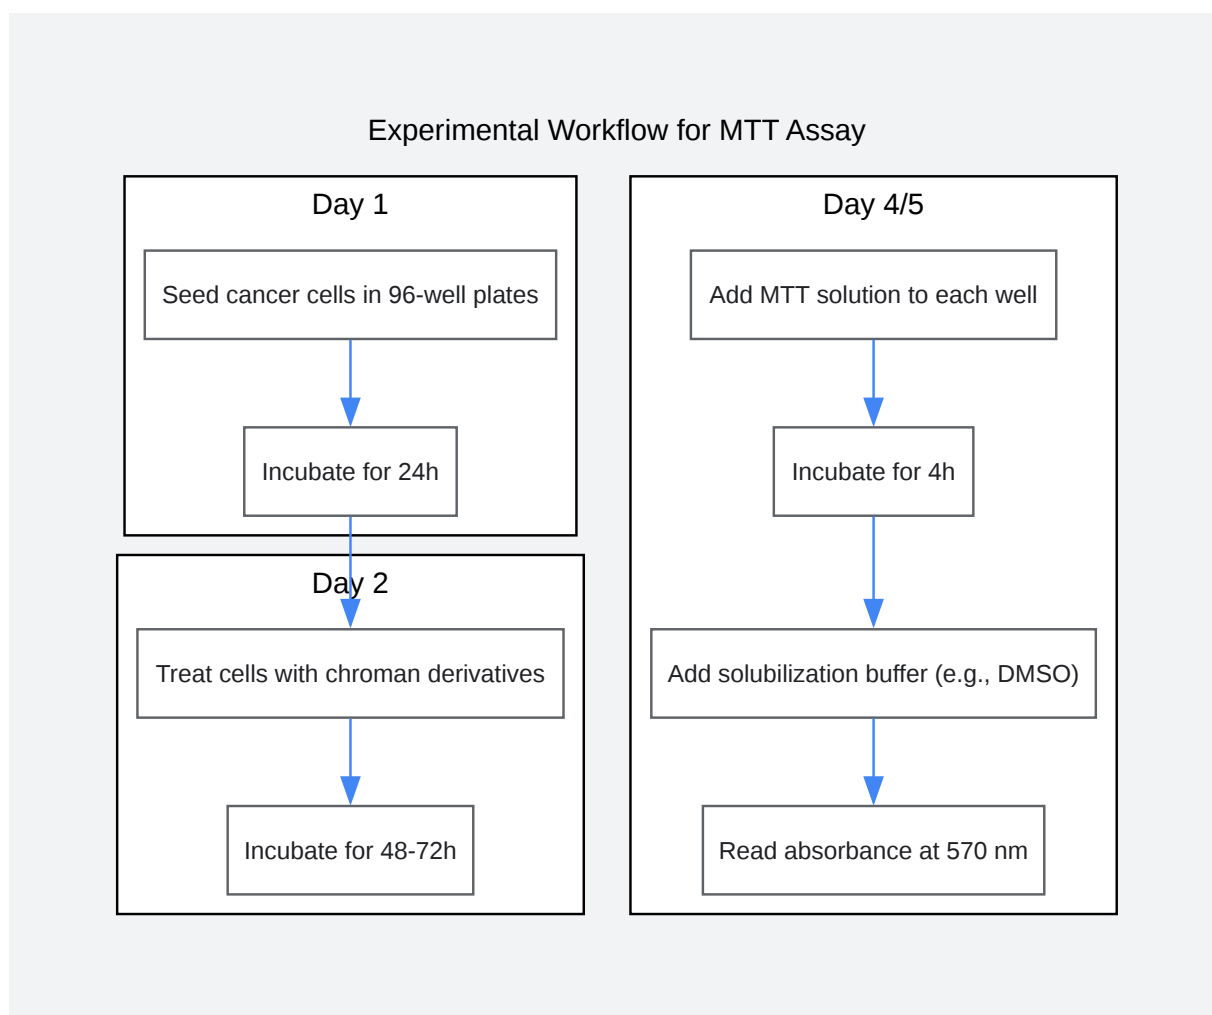 Experimental Workflow for MTT Assay
Day 1
Seed cancer cells in 96-well plates
Incubate for 24h
Day 2
Treat cells with chroman derivatives
Incubate for 48-72h
Day 4/5
Add MTT solution to each well
Incubate for 4h
Add solubilization buffer (e.g., DMSO)
Read absorbance at 570 nm